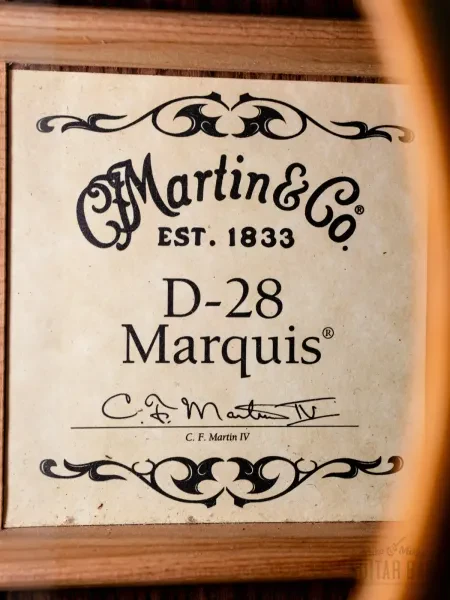 CFMartin & Co.®
EST. 1833
D-28
Marquis®
C. F. Martin IV
C. F. Martin IV